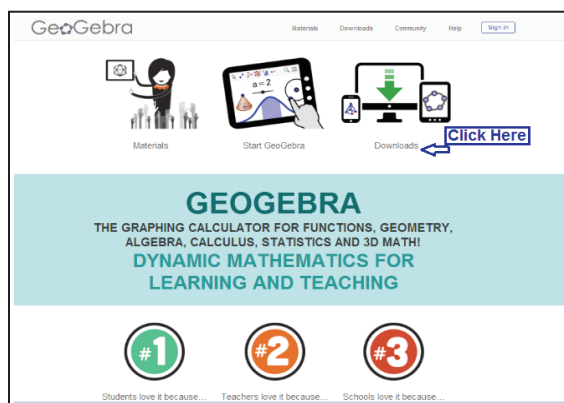 GeoGebra
Materials Downloads Community Help Sign in
a = 2
Click Here
Materials Start GeoGebra Downloads
GEOGEBRA
THE GRAPHING CALCULATOR FOR FUNCTIONS, GEOMETRY,
ALGEBRA, CALCULUS, STATISTICS AND 3D MATH!
DYNAMIC MATHEMATICS FOR
LEARNING AND TEACHING
#1 #2 #3
Students love it because... Teachers love it because... Schools love it because...